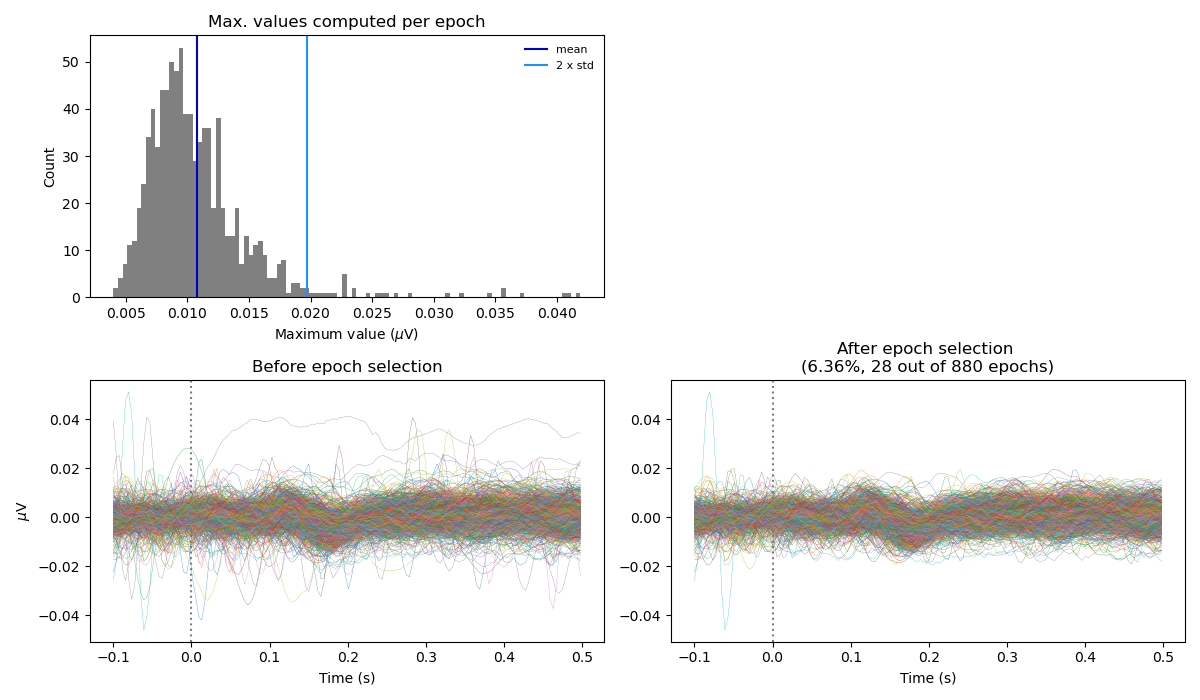 Max. values computed per epoch
mean
2 x std
Count
50
40
30
20
10
0
0.005 0.010 0.015 0.020 0.025 0.030 0.035 0.040
Maximum value (μV)
Before epoch selection
μV
0.04
0.02
0.00
−0.02
−0.04
−0.1 0.0 0.1 0.2 0.3 0.4 0.5
Time (s)
After epoch selection
(6.36%, 28 out of 880 epochs)
0.04
0.02
0.00
−0.02
−0.04
−0.1 0.0 0.1 0.2 0.3 0.4 0.5
Time (s)